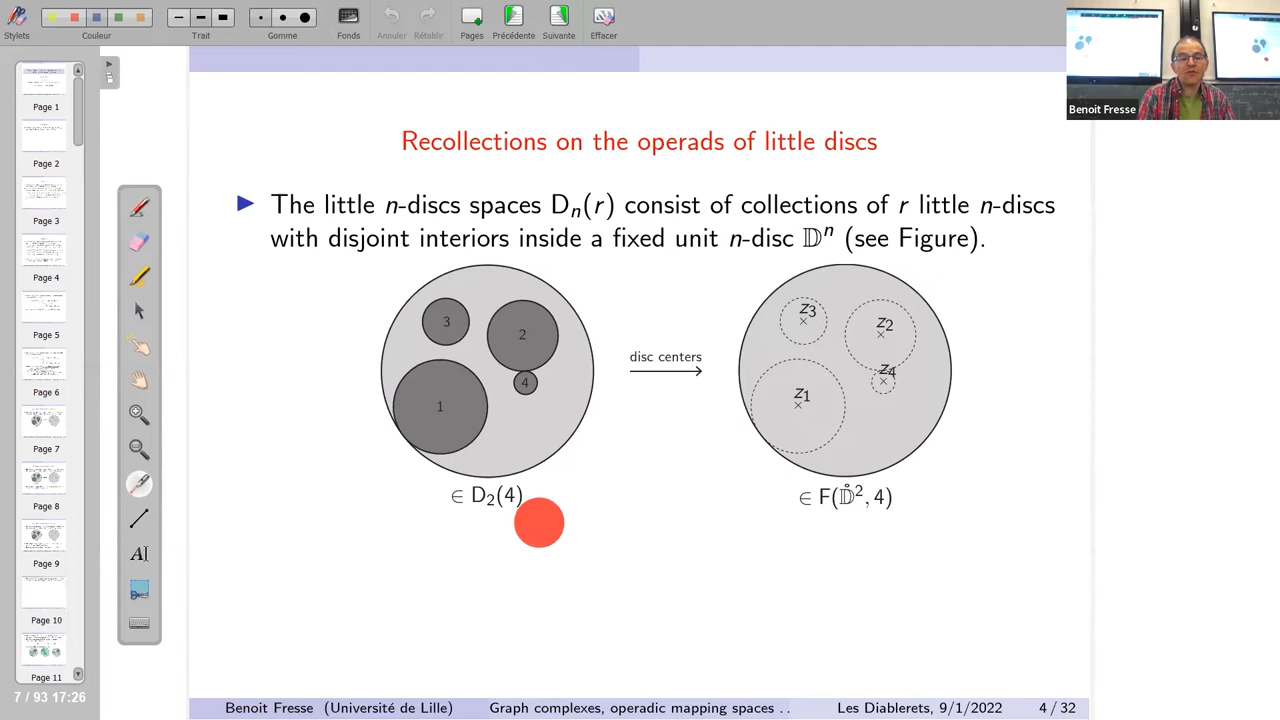 Stylets
Couleur
Trait
Gomme
Fonds
Annuler
Rétablir
Pages
Précédente
Suivante
Effacer
Benoit Fresse
Page 1
Page 2
Page 3
Page 4
Page 5
Page 6
Page 7
Page 8
Page 9
Page 10
Page 11
7 / 93 17:26
AI
Recollections on the operads of little discs
The little n-discs spaces Dₙ(r) consist of collections of r little n-discs
with disjoint interiors inside a fixed unit n-disc 𝔻ⁿ (see Figure).
3
2
4
1
disc centers
z₃
z₂
z₄
z₁
∈ D₂(4)
∈ F(𝔻̊², 4)
Benoit Fresse (Université de Lille) Graph complexes, operadic mapping spaces .. Les Diablerets, 9/1/2022 4 / 32